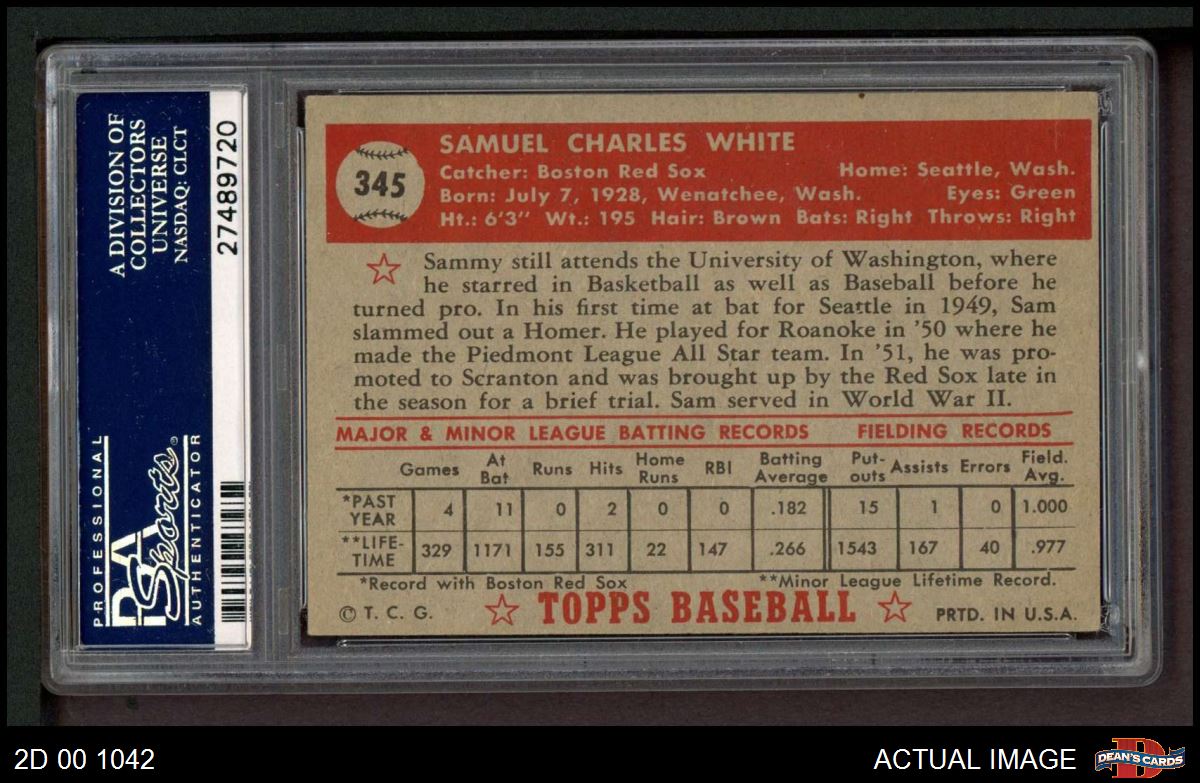 A DIVISION OF
COLLECTORS
UNIVERSE
NASDAQ: CLCT
27489720
PROFESSIONAL
PSA
Sports®
AUTHENTICATOR
345
SAMUEL CHARLES WHITE
Catcher: Boston Red Sox Home: Seattle, Wash.
Born: July 7, 1928, Wenatchee, Wash. Eyes: Green
Ht.: 6'3" Wt.: 195 Hair: Brown Bats: Right Throws: Right
Sammy still attends the University of Washington, where
he starred in Basketball as well as Baseball before he
turned pro. In his first time at bat for Seattle in 1949, Sam
slammed out a Homer. He played for Roanoke in '50 where he
made the Piedmont League All Star team. In '51, he was pro-
moted to Scranton and was brought up by the Red Sox late in
the season for a brief trial. Sam served in World War II.
MAJOR & MINOR LEAGUE BATTING RECORDS FIELDING RECORDS
Games At Bat Runs Hits Home Runs RBI Batting Average Put-outs Assists Errors Field. Avg.
*PAST YEAR 4 11 0 2 0 0 .182 15 1 0 1.000
**LIFE-TIME 329 1171 155 311 22 147 .266 1543 167 40 .977
*Record with Boston Red Sox **Minor League Lifetime Record.
© T. C. G. TOPPS BASEBALL PRTD. IN U.S.A.
2D 00 1042 ACTUAL IMAGE
D
DEAN'S CARDS